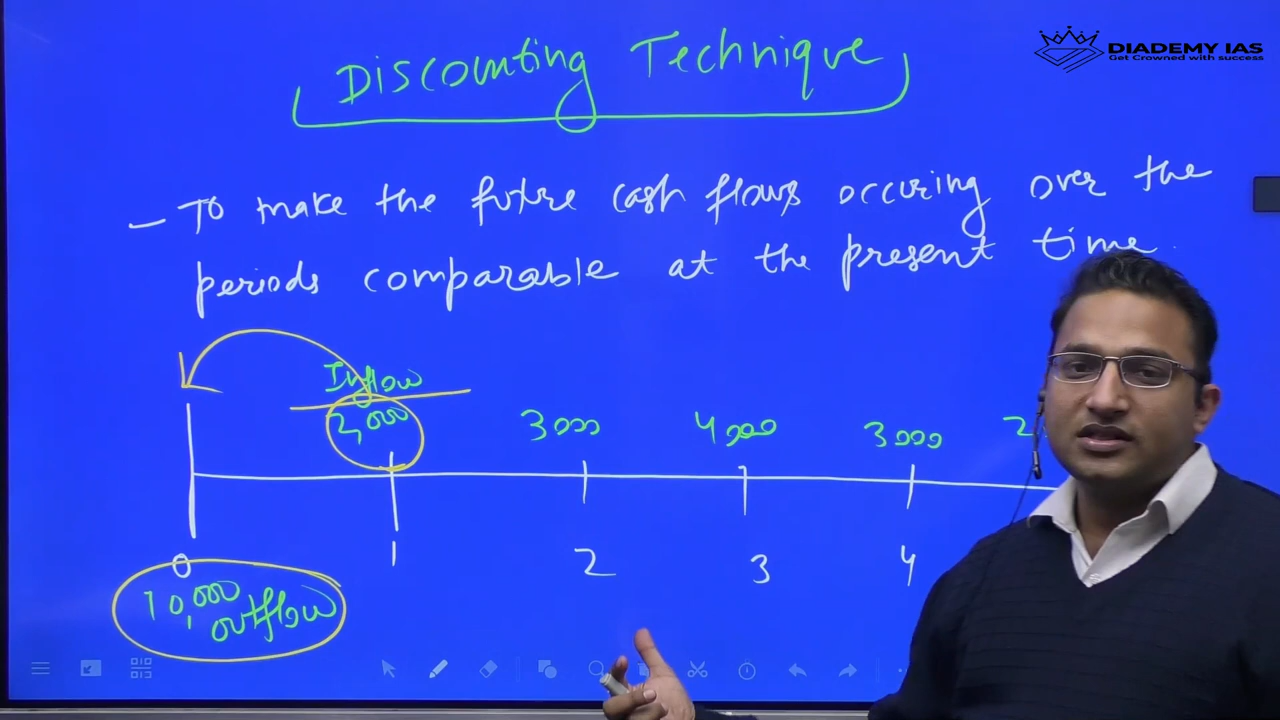 DIADEMY IAS
Get Crowned with success
Discounting Technique
- To make the future cash flows occuring over the
periods comparable at the present time.
Inflow
2,000 3000 4000 3000 2
0 1 2 3 4
10,000
outflow